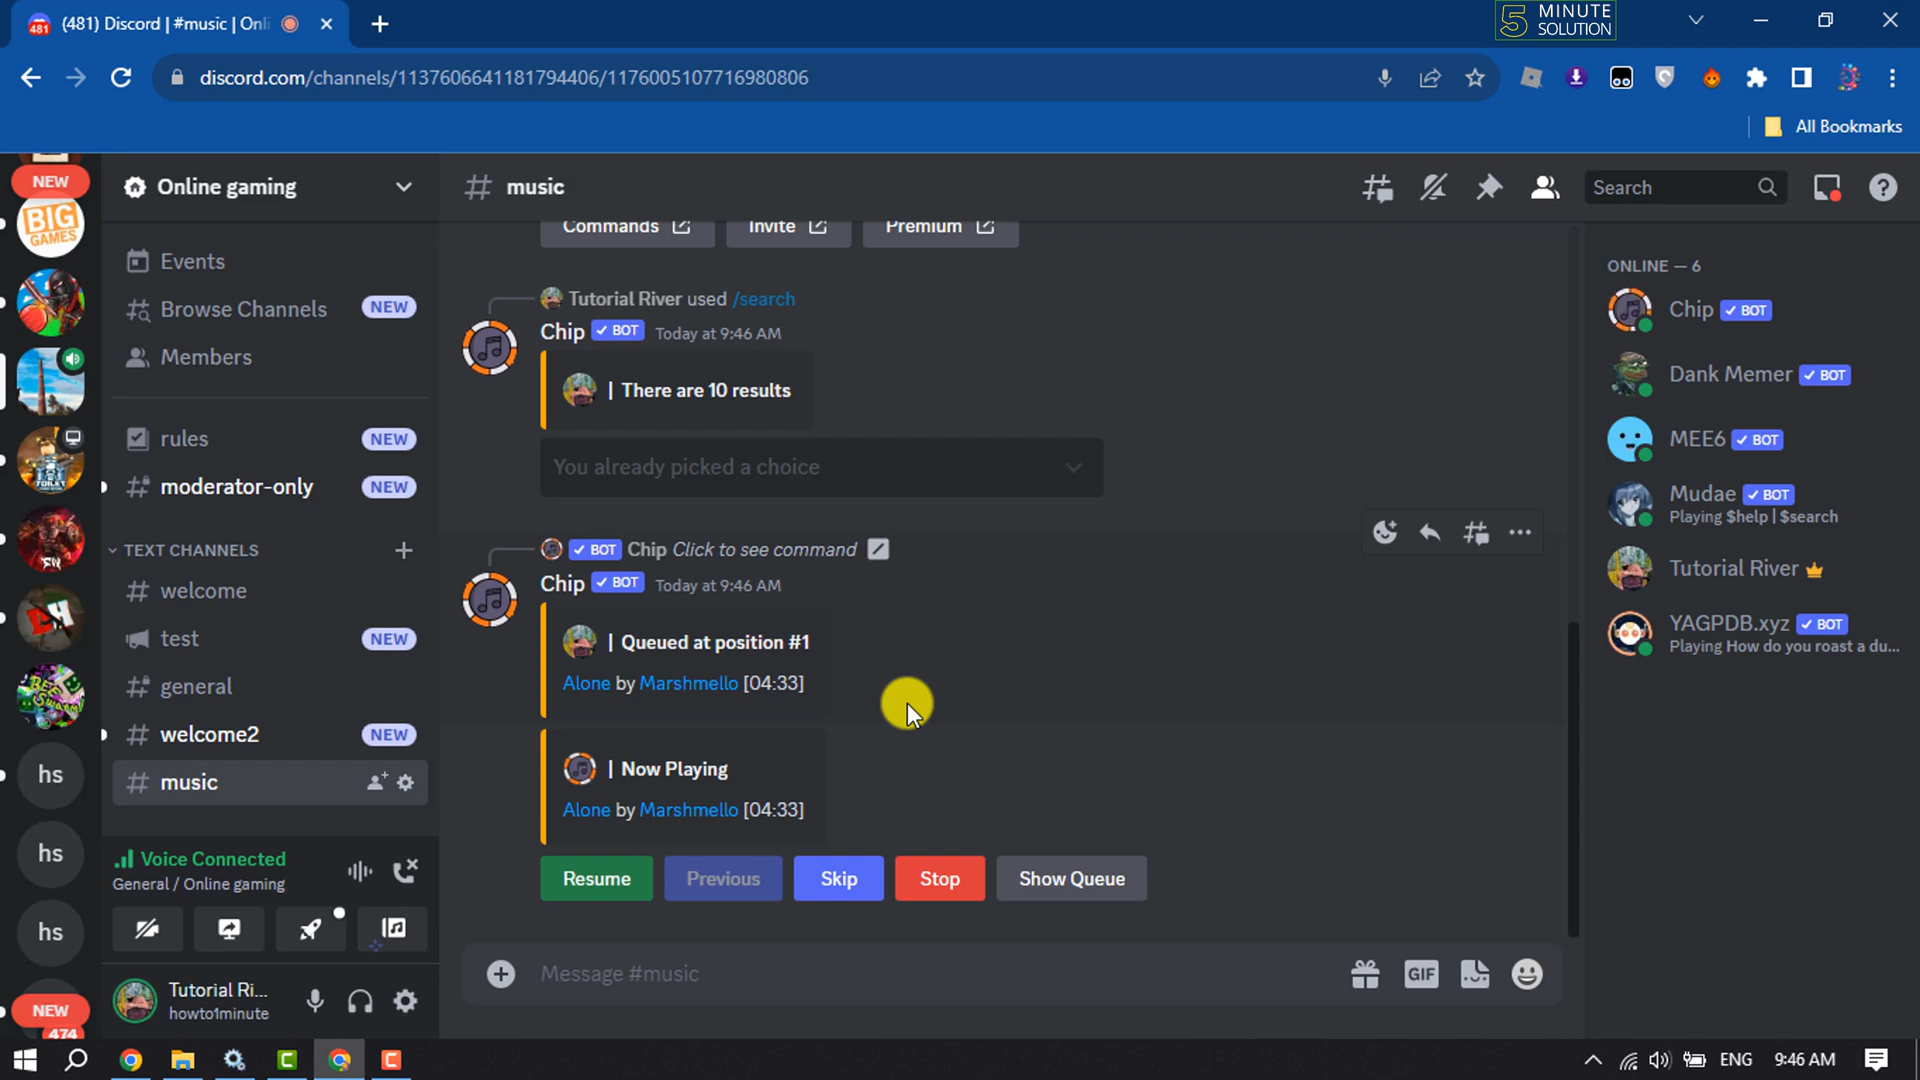 (481) Discord | #music | Onli
5 MINUTE
SOLUTION
discord.com/channels/1137606641181794406/1176005107716980806
All Bookmarks
NEW
BIG
GAMES
hs
hs
hs
NEW
474
Online gaming
Events
Browse Channels NEW
Members
rules NEW
moderator-only NEW
TEXT CHANNELS
welcome
test NEW
general
welcome2 NEW
music
Voice Connected
General / Online gaming
Tutorial Ri...
howto1minute
# music
Search
Commands Invite Premium
Tutorial River used /search
Chip BOT Today at 9:46 AM
| There are 10 results
You already picked a choice
BOT Chip Click to see command
Chip BOT Today at 9:46 AM
| Queued at position #1
Alone by Marshmello [04:33]
| Now Playing
Alone by Marshmello [04:33]
Resume Previous Skip Stop Show Queue
Message #music
GIF
ONLINE — 6
Chip BOT
Dank Memer BOT
MEE6 BOT
Mudae BOT
Playing $help | $search
Tutorial River
YAGPDB.xyz BOT
Playing How do you roast a du...
ENG 9:46 AM